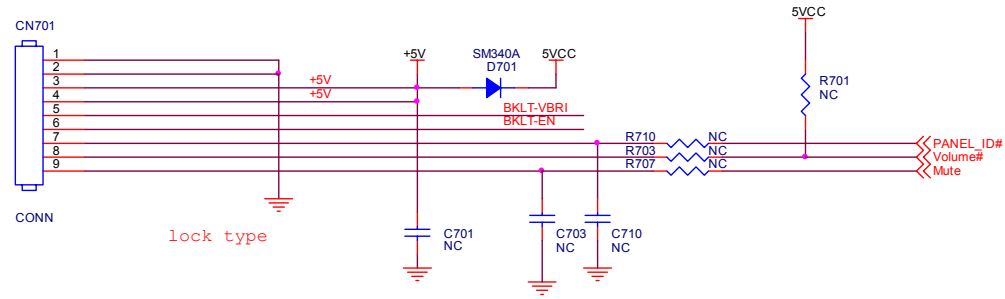 CN701
1
2
3
4
5
6
7
8
9
CONN
lock type
+5V
+5V
+5V
SM340A
D701
5VCC
BKLT-VBRI
BKLT-EN
5VCC
R701
NC
R710 NC
R703 NC
R707 NC
PANEL_ID#
Volume#
Mute
C701
NC
C703
NC
C710
NC